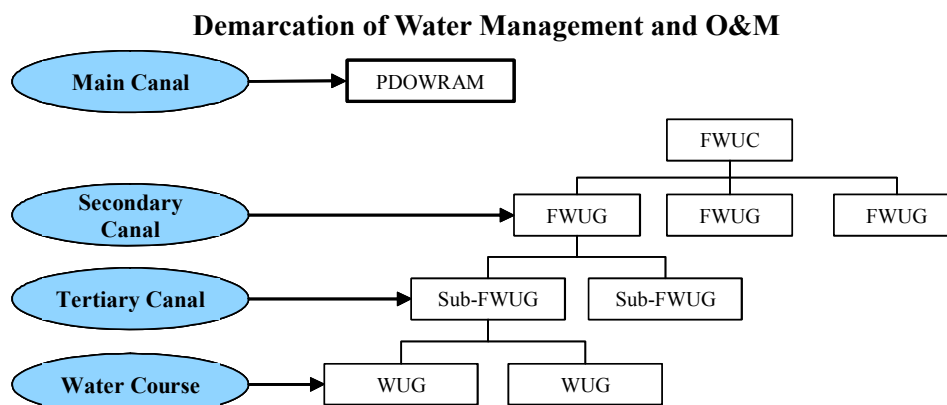 Demarcation of Water Management and O&M
Main Canal
PDOWRAM
FWUC
Secondary
Canal
FWUG
FWUG
FWUG
Tertiary Canal
Sub-FWUG
Sub-FWUG
Water Course
WUG
WUG